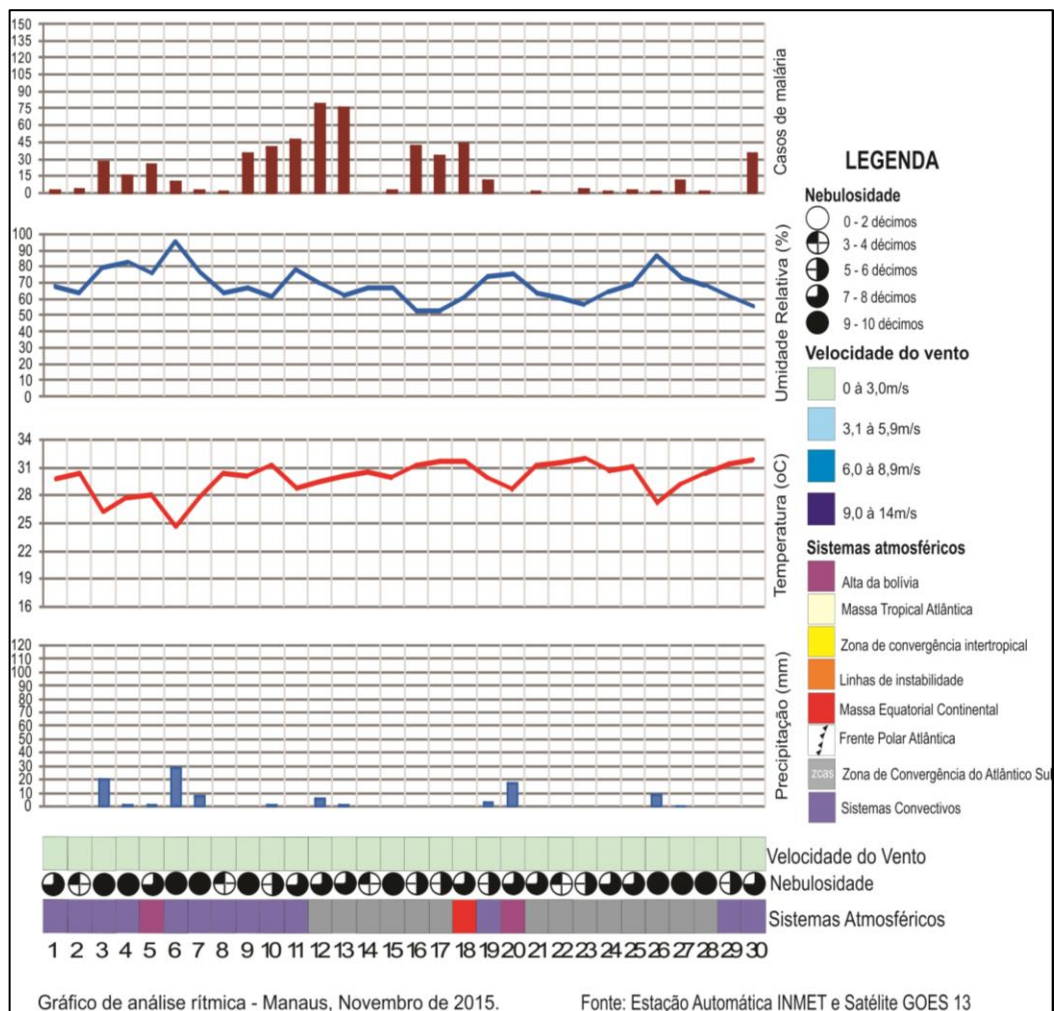 150
135
120
105
90
75
60
45
30
15
0
Casos de malária
100
90
80
70
60
50
40
30
20
10
0
Umidade Relativa (%)
34
31
28
25
22
19
16
Temperatura (oC)
120
110
100
90
80
70
60
50
40
30
20
10
0
Precipitação (mm)
Velocidade do Vento
Nebulosidade
Sistemas Atmosféricos
1 2 3 4 5 6 7 8 9 10 11 12 13 14 15 16 17 18 19 20 21 22 23 24 25 26 27 28 29 30
Gráfico de análise rítmica - Manaus, Novembro de 2015.
Fonte: Estação Automática INMET e Satélite GOES 13
LEGENDA
Nebulosidade
0 - 2 décimos
3 - 4 décimos
5 - 6 décimos
7 - 8 décimos
9 - 10 décimos
Velocidade do vento
0 à 3,0m/s
3,1 à 5,9m/s
6,0 à 8,9m/s
9,0 à 14m/s
Sistemas atmosféricos
Alta da bolívia
Massa Tropical Atlântica
Zona de convergência intertropical
Linhas de instabilidade
Massa Equatorial Continental
Frente Polar Atlântica
zcas Zona de Convergência do Atlântico Sul
Sistemas Convectivos